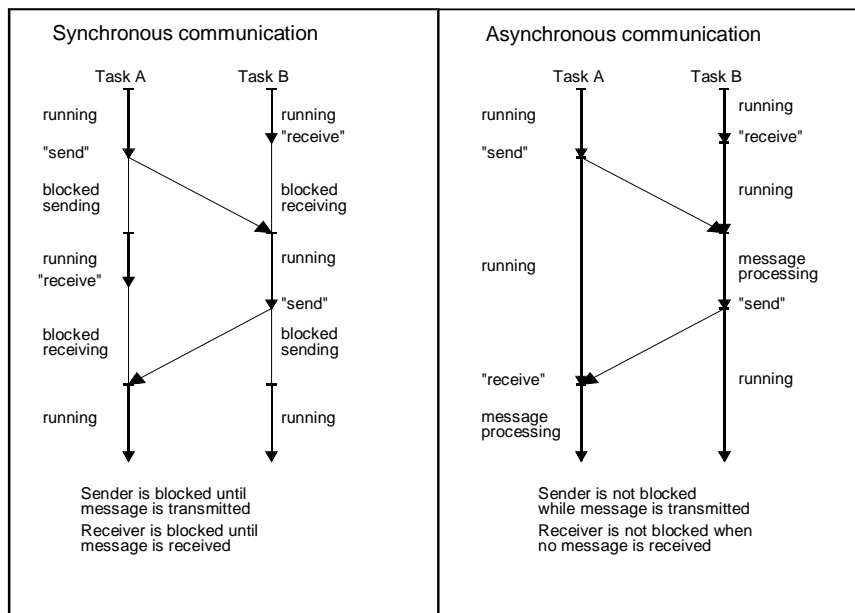 Synchronous communication
Task A
Task B
running
running
"receive"
"send"
blocked
sending
blocked
receiving
running
running
"receive"
"send"
blocked
receiving
blocked
sending
running
running
Sender is blocked until
message is transmitted
Receiver is blocked until
message is received
Asynchronous communication
Task A
Task B
running
running
"receive"
"send"
running
running
message
processing
"send"
"receive"
running
message
processing
Sender is not blocked
while message is transmitted
Receiver is not blocked when
no message is received